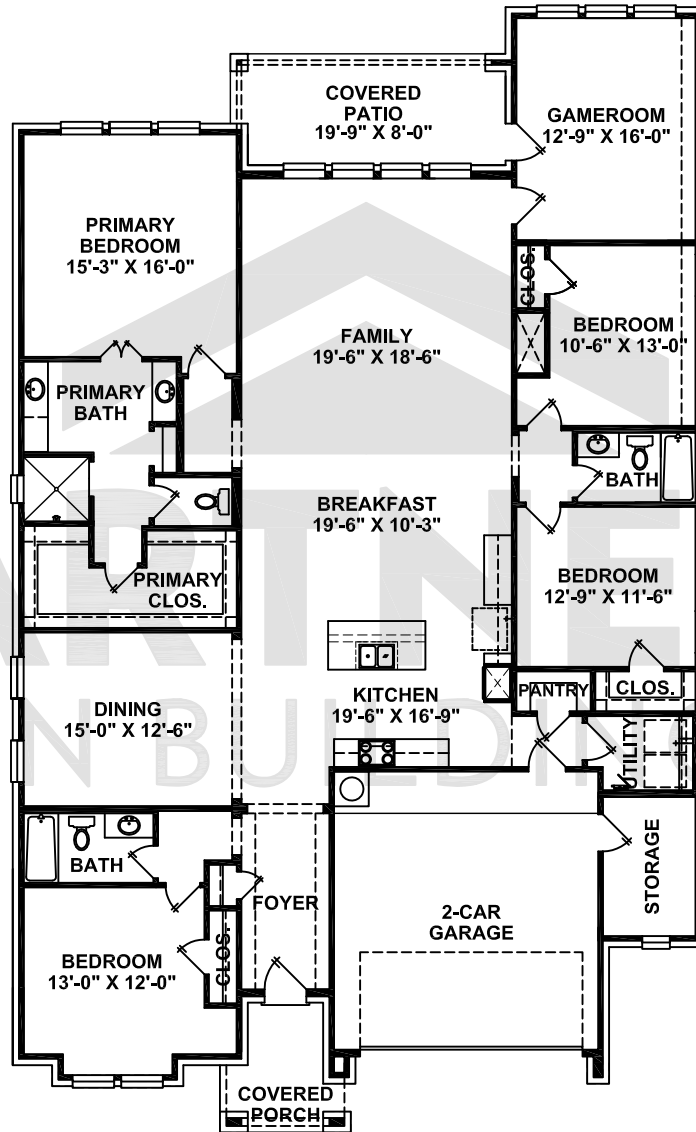 COVERED
PATIO
19'-9" X 8'-0"
GAMEROOM
12'-9" X 16'-0"
PRIMARY
BEDROOM
15'-3" X 16'-0"
CLOS.
BEDROOM
10'-6" X 13'-0"
FAMILY
19'-6" X 18'-6"
PRIMARY
BATH
BATH
BREAKFAST
19'-6" X 10'-3"
PRIMARY
CLOS.
BEDROOM
12'-9" X 11'-6"
ARTNE
DINING
15'-0" X 12'-6"
KITCHEN
19'-6" X 16'-9"
PANTRY
CLOS.
N BUILDING
UTILITY
BATH
FOYER
STORAGE
2-CAR
GARAGE
BEDROOM
13'-0" X 12'-0"
CLOS.
COVERED
PORCH